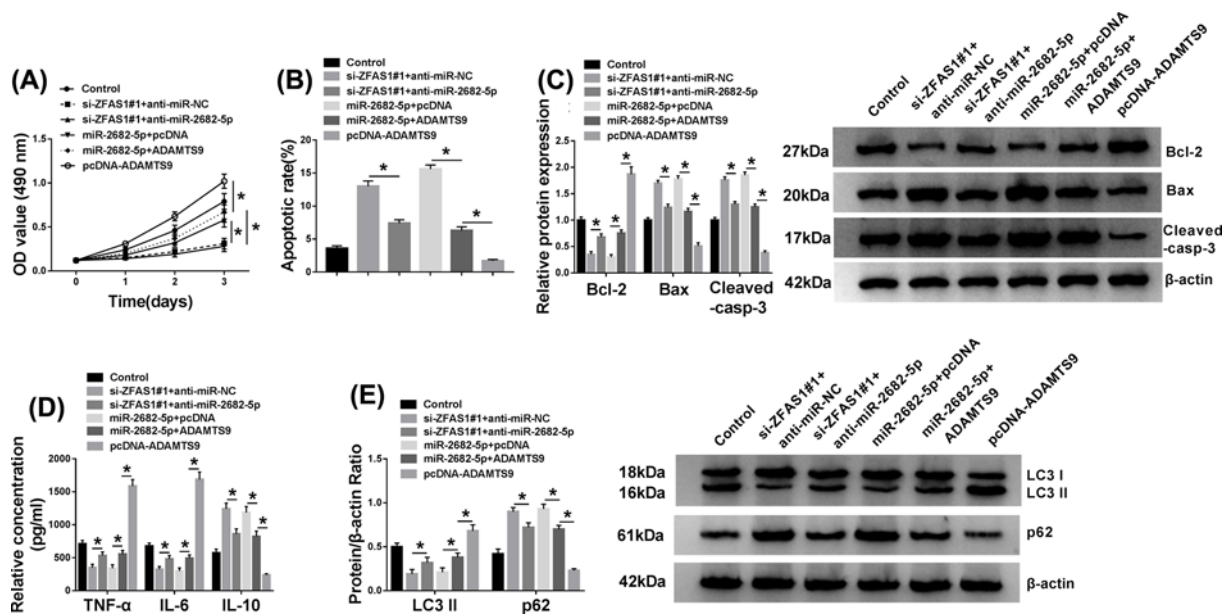 (A)
Control
si-ZFAS1#1+anti-miR-NC
si-ZFAS1#1+anti-miR-2682-5p
miR-2682-5p+pcDNA
miR-2682-5p+ADAMTS9
pcDNA-ADAMTS9
OD value (490 nm)
1.5
1.0
0.5
0.0
*
*
*
0 1 2 3
Time(days)
(B)
Control
si-ZFAS1#1+anti-miR-NC
si-ZFAS1#1+anti-miR-2682-5p
miR-2682-5p+pcDNA
miR-2682-5p+ADAMTS9
pcDNA-ADAMTS9
Apoptotic rate(%)
20
15
10
5
0
* * *
(C)
Control
si-ZFAS1#1+anti-miR-NC
si-ZFAS1#1+anti-miR-2682-5p
miR-2682-5p+pcDNA
miR-2682-5p+ADAMTS9
pcDNA-ADAMTS9
Relative protein expression
2.5
2.0
1.5
1.0
0.5
0.0
* * * * * * * * *
Bcl-2 Bax Cleaved
-casp-3
Control
si-ZFAS1#1+
anti-miR-NC
si-ZFAS1#1+
anti-miR-2682-5p
miR-2682-5p+pcDNA
miR-2682-5p+
ADAMTS9
pcDNA-ADAMTS9
27kDa Bcl-2
20kDa Bax
17kDa Cleaved
-casp-3
42kDa β-actin
(D)
Control
si-ZFAS1#1+anti-miR-NC
si-ZFAS1#1+anti-miR-2682-5p
miR-2682-5p+pcDNA
miR-2682-5p+ADAMTS9
pcDNA-ADAMTS9
Relative concentration
(pg/ml)
2000
1500
1000
500
0
* * * * * * * * *
TNF-α IL-6 IL-10
(E)
Control
si-ZFAS1#1+anti-miR-NC
si-ZFAS1#1+anti-miR-2682-5p
miR-2682-5p+pcDNA
miR-2682-5p+ADAMTS9
pcDNA-ADAMTS9
Protein/β-actin Ratio
1.5
1.0
0.5
0.0
* * * * * *
LC3 II p62
Control
si-ZFAS1#1+
anti-miR-NC
si-ZFAS1#1+
anti-miR-2682-5p
miR-2682-5p+pcDNA
miR-2682-5p+
ADAMTS9
pcDNA-ADAMTS9
18kDa LC3 I
16kDa LC3 II
61kDa p62
42kDa β-actin